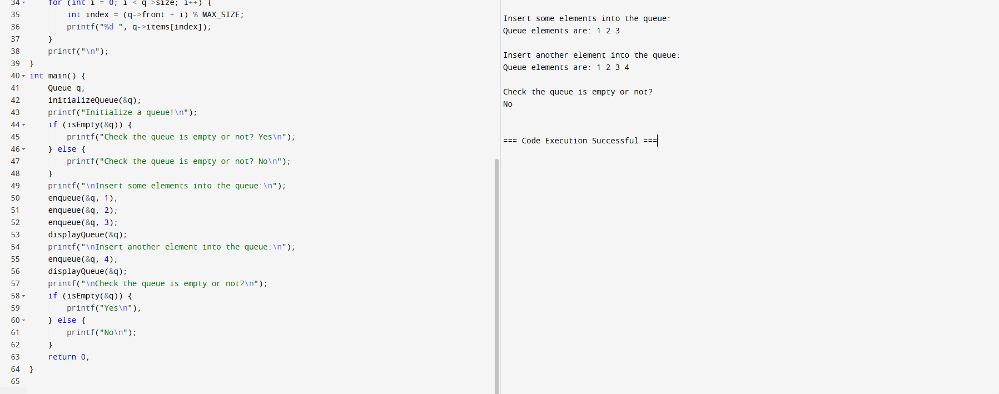 34 for (int i = 0; i < q->size; i++) {
35 int index = (q->front + i) % MAX_SIZE;
36 printf("%d ", q->items[index]);
37 }
38 printf("\n");
39 }
40 int main() {
41 Queue q;
42 initializeQueue(&q);
43 printf("Initialize a queue!\n");
44 if (isEmpty(&q)) {
45 printf("Check the queue is empty or not? Yes\n");
46 } else {
47 printf("Check the queue is empty or not? No\n");
48 }
49 printf("\nInsert some elements into the queue:\n");
50 enqueue(&q, 1);
51 enqueue(&q, 2);
52 enqueue(&q, 3);
53 displayQueue(&q);
54 printf("\nInsert another element into the queue:\n");
55 enqueue(&q, 4);
56 displayQueue(&q);
57 printf("\nCheck the queue is empty or not?\n");
58 if (isEmpty(&q)) {
59 printf("Yes\n");
60 } else {
61 printf("No\n");
62 }
63 return 0;
64 }
65
Insert some elements into the queue:
Queue elements are: 1 2 3
Insert another element into the queue:
Queue elements are: 1 2 3 4
Check the queue is empty or not?
No
=== Code Execution Successful ===